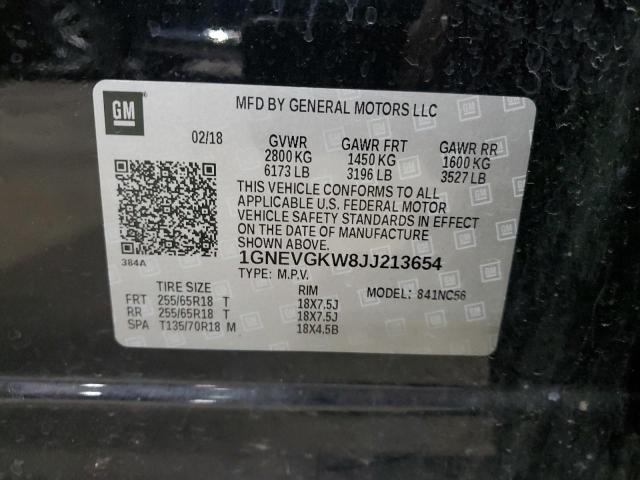 GM
MFD BY GENERAL MOTORS LLC
02/18 GVWR GAWR FRT GAWR RR
2800 KG 1450 KG 1600 KG
6173 LB 3196 LB 3527 LB
THIS VEHICLE CONFORMS TO ALL
APPLICABLE U.S. FEDERAL MOTOR
VEHICLE SAFETY STANDARDS IN EFFECT
ON THE DATE OF MANUFACTURE
SHOWN ABOVE.
384A 1GNEVGKW8JJ213654
TYPE: M.P.V.
TIRE SIZE RIM MODEL: 841NC56
FRT 255/65R18 T 18X7.5J
RR 255/65R18 T 18X7.5J
SPA T135/70R18 M 18X4.5B